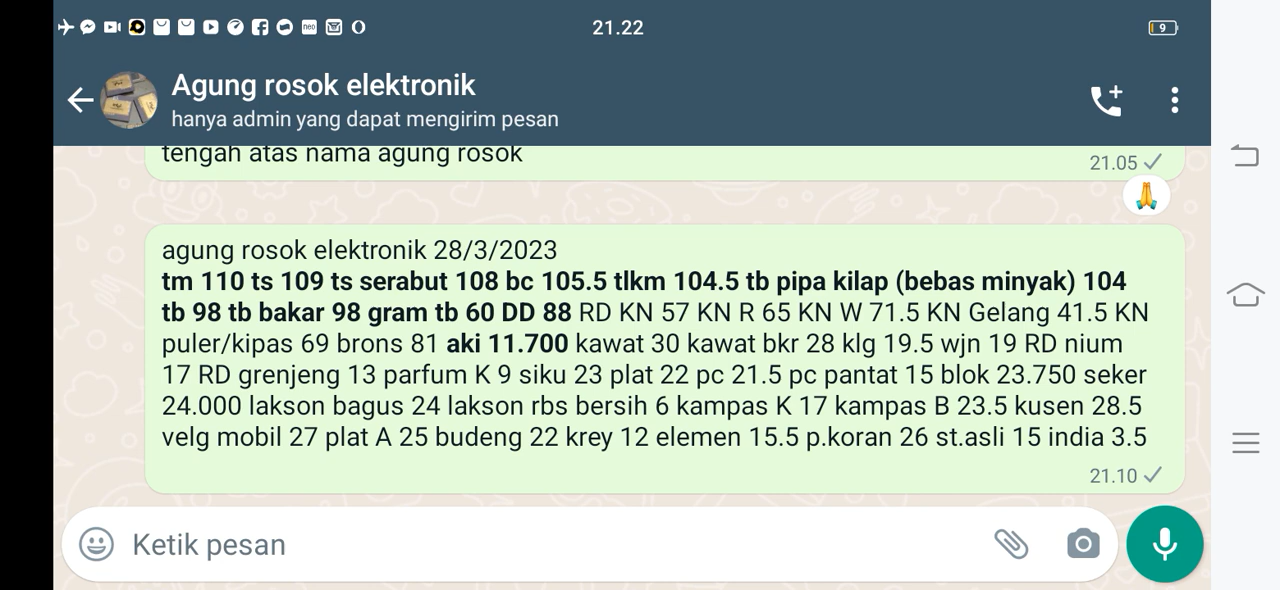 21.22
9
Agung rosok elektronik
hanya admin yang dapat mengirim pesan
tengah atas nama agung rosok
21.05
agung rosok elektronik 28/3/2023
tm 110 ts 109 ts serabut 108 bc 105.5 tlkm 104.5 tb pipa kilap (bebas minyak) 104
tb 98 tb bakar 98 gram tb 60 DD 88 RD KN 57 KN R 65 KN W 71.5 KN Gelang 41.5 KN
puler/kipas 69 brons 81 aki 11.700 kawat 30 kawat bkr 28 klg 19.5 wjn 19 RD nium
17 RD grenjeng 13 parfum K 9 siku 23 plat 22 pc 21.5 pc pantat 15 blok 23.750 seker
24.000 lakson bagus 24 lakson rbs bersih 6 kampas K 17 kampas B 23.5 kusen 28.5
velg mobil 27 plat A 25 budeng 22 krey 12 elemen 15.5 p.koran 26 st.asli 15 india 3.5
21.10
Ketik pesan